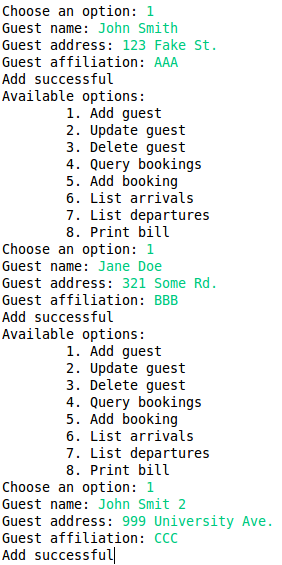 Choose an option: 1
Guest name: John Smith
Guest address: 123 Fake St.
Guest affiliation: AAA
Add successful
Available options:
1. Add guest
2. Update guest
3. Delete guest
4. Query bookings
5. Add booking
6. List arrivals
7. List departures
8. Print bill
Choose an option: 1
Guest name: Jane Doe
Guest address: 321 Some Rd.
Guest affiliation: BBB
Add successful
Available options:
1. Add guest
2. Update guest
3. Delete guest
4. Query bookings
5. Add booking
6. List arrivals
7. List departures
8. Print bill
Choose an option: 1
Guest name: John Smit 2
Guest address: 999 University Ave.
Guest affiliation: CCC
Add successful